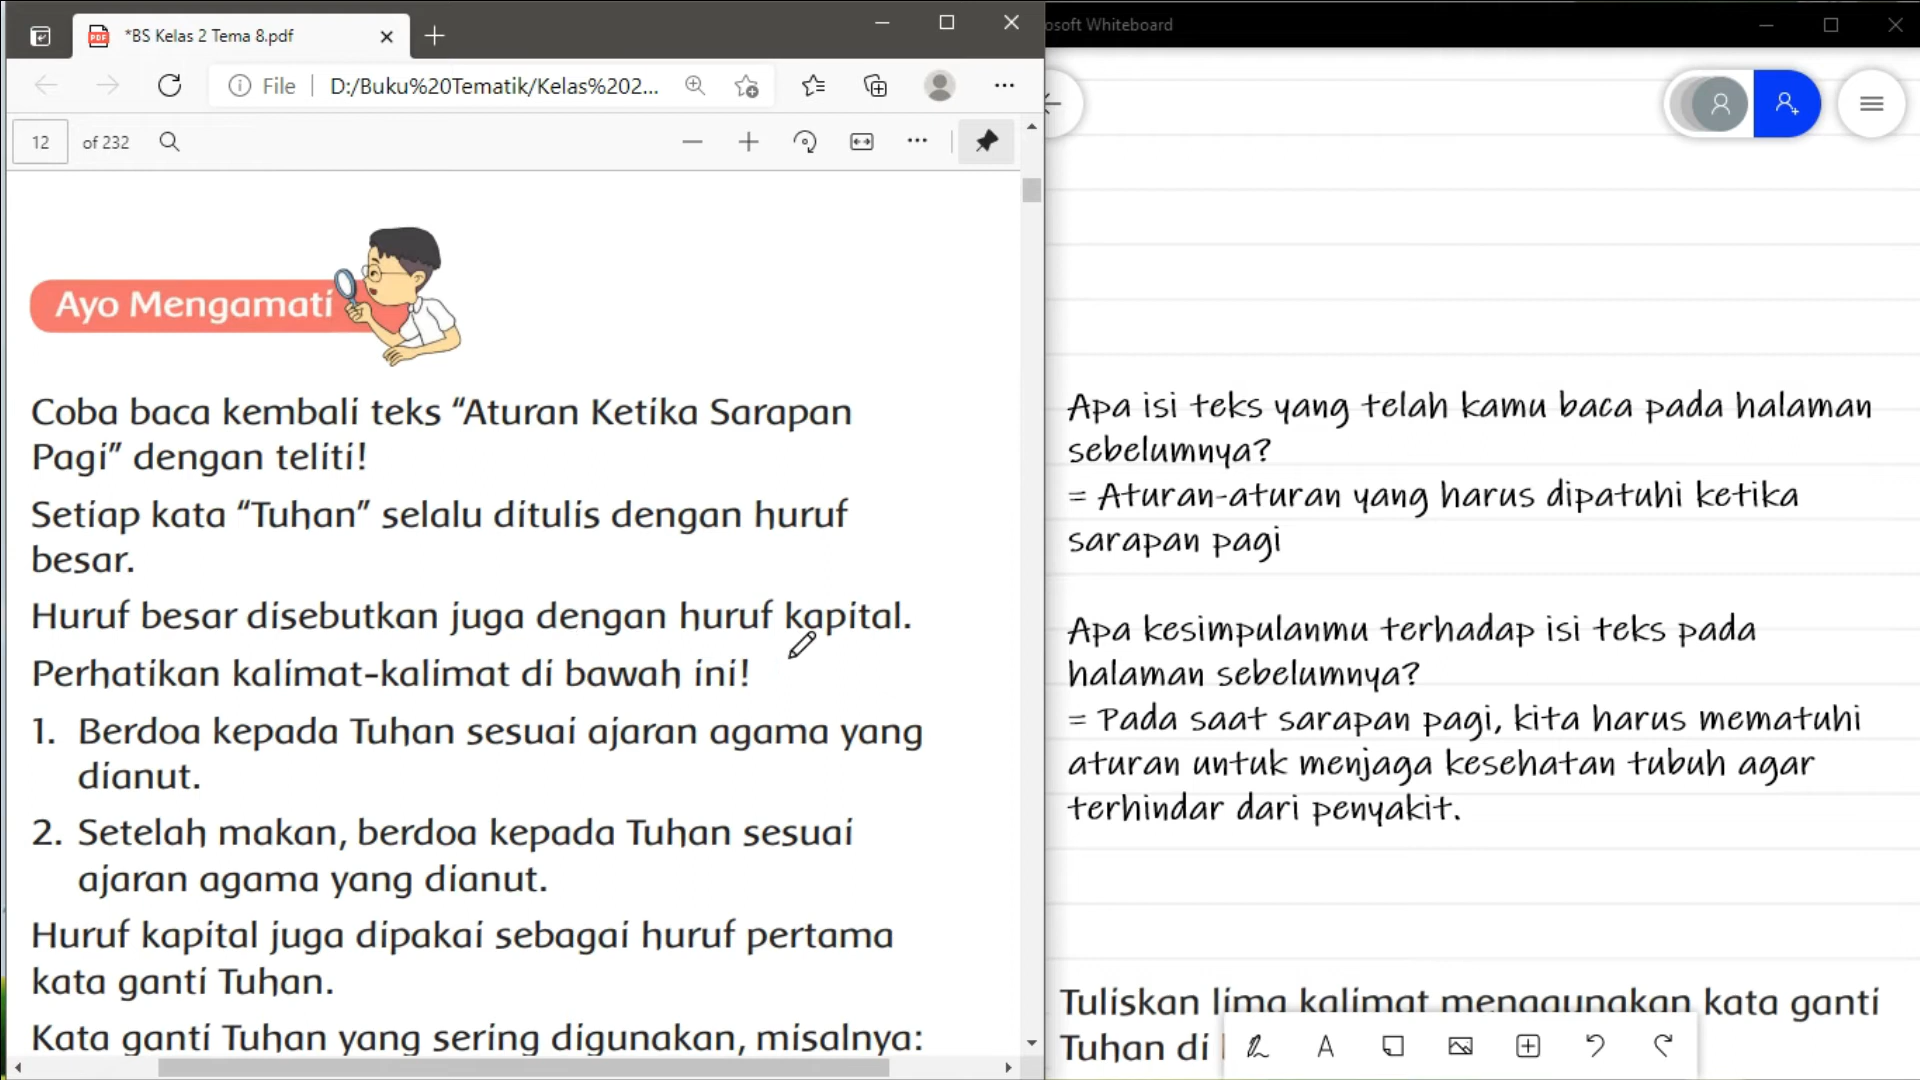 *BS Kelas 2 Tema 8.pdf
File
D:/Buku%20Tematik/Kelas%202...
12
of 232
Ayo Mengamati
Coba baca kembali teks “Aturan Ketika Sarapan
Pagi” dengan teliti!
Setiap kata “Tuhan” selalu ditulis dengan huruf
besar.
Huruf besar disebutkan juga dengan huruf kapital.
Perhatikan kalimat-kalimat di bawah ini!
1. Berdoa kepada Tuhan sesuai ajaran agama yang
dianut.
2. Setelah makan, berdoa kepada Tuhan sesuai
ajaran agama yang dianut.
Huruf kapital juga dipakai sebagai huruf pertama
kata ganti Tuhan.
Kata ganti Tuhan yang sering digunakan, misalnya:
osoft Whiteboard
Apa isi teks yang telah kamu baca pada halaman
sebelumnya?
= Aturan-aturan yang harus dipatuhi ketika
sarapan pagi
Apa kesimpulanmu terhadap isi teks pada
halaman sebelumnya?
= Pada saat sarapan pagi, kita harus mematuhi
aturan untuk menjaga kesehatan tubuh agar
terhindar dari penyakit.
Tuliskan lima kalimat menggunakan kata ganti
Tuhan di